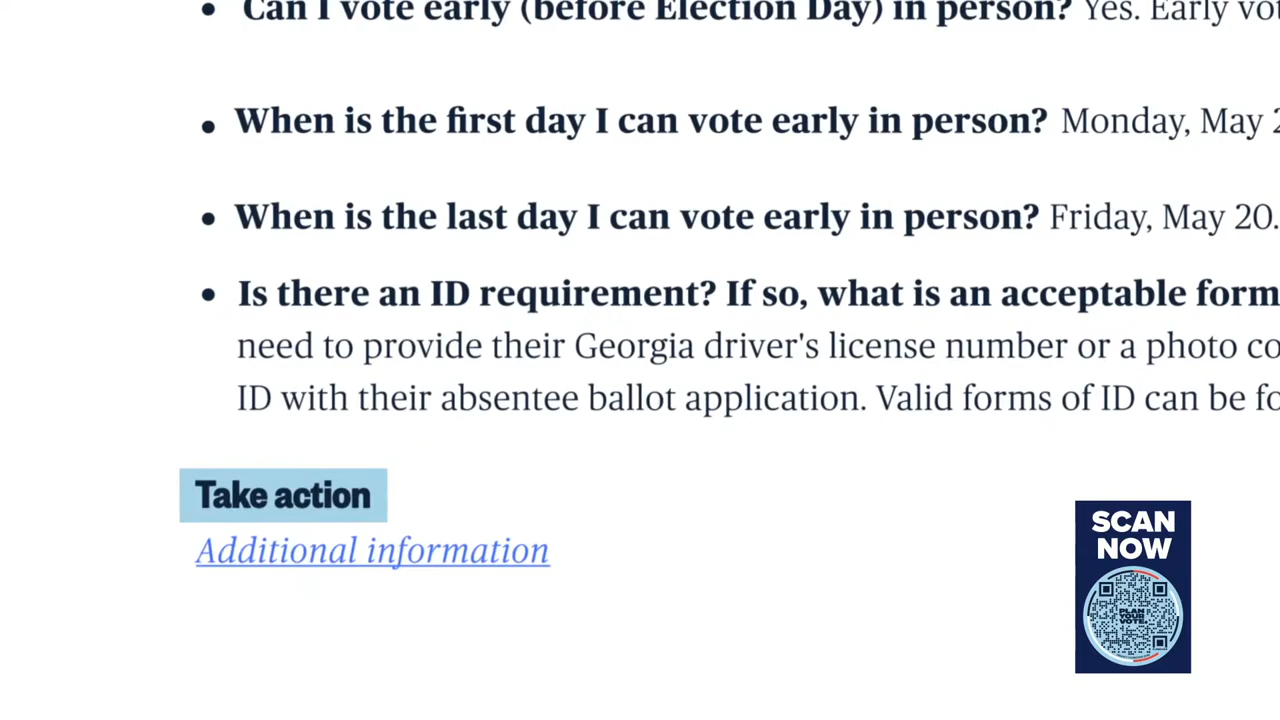 Can I vote early (before Election Day) in person? Yes. Early
When is the first day I can vote early in person? Monday, May
When is the last day I can vote early in person? Friday, May 20.
Is there an ID requirement? If so, what is an acceptable form
need to provide their Georgia driver's license number or a photo
ID with their absentee ballot application. Valid forms of ID can be
Take action
Additional information
SCAN
NOW
PLAN
YOUR
VOTE.